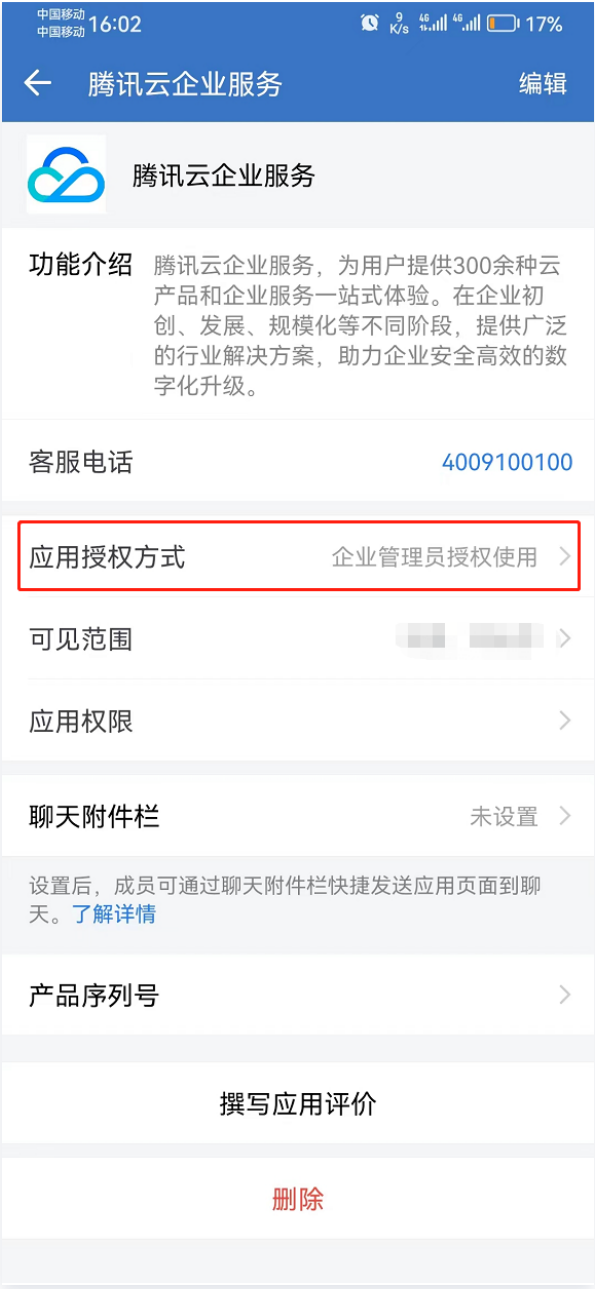 中国移动
中国移动
16:02
9
K/s
4G
4G
17%
腾讯云企业服务
编辑
腾讯云企业服务
功能介绍
腾讯云企业服务，为用户提供300余种云
产品和企业服务一站式体验。在企业初
创、发展、规模化等不同阶段，提供广泛
的行业解决方案，助力企业安全高效的数
字化升级。
客服电话
4009100100
应用授权方式
企业管理员授权使用
可见范围
应用权限
聊天附件栏
未设置
设置后，成员可通过聊天附件栏快捷发送应用页面到聊
天。了解详情
产品序列号
撰写应用评价
删除